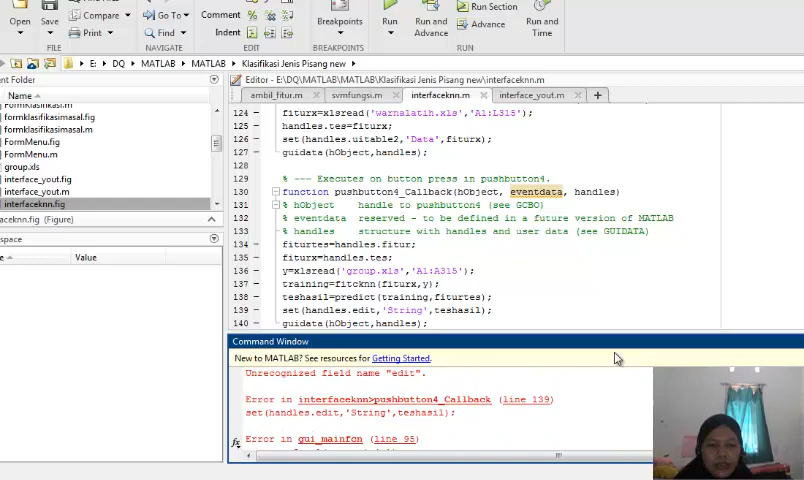 Open
Save
Compare
Print
Go To
Find
Comment
Indent
Breakpoints
Run
Run and
Advance
Run Section
Advance
Run and
Time
FILE
NAVIGATE
EDIT
BREAKPOINTS
RUN
E: DQ MATLAB MATLAB Klasifikasi Jenis Pisang new
ent Folder
Name
FormKlasifikasi.m
formklasifikasimasal.fig
formklasifikasimasal.m
FormMenu.fig
FormMenu.m
group.xls
interface_yout.fig
interface_yout.m
interfaceknn.fig
aceknn.fig (Figure)
space
Value
Editor - E:\DQ\MATLAB\MATLAB\Klasifikasi Jenis Pisang new\interfaceknn.m
ambil_fitur.m svmfungsi.m interfaceknn.m interface_yout.m
124 fiturx=xlsread('warnalatih.xls','A1:L315');
125 handles.tes=fiturx;
126 set(handles.uitable2,'Data',fiturx);
127 guidata(hObject,handles);
128
129 % --- Executes on button press in pushbutton4.
130 function pushbutton4_Callback(hObject, eventdata, handles)
131 % hObject    handle to pushbutton4 (see GCBO)
132 % eventdata  reserved - to be defined in a future version of MATLAB
133 % handles    structure with handles and user data (see GUIDATA)
134 fiturtes=handles.fitur;
135 fiturx=handles.tes;
136 y=xlsread('group.xls','A1:A315');
137 training=fitcknn(fiturx,y);
138 teshasil=predict(training,fiturtes);
139 set(handles.edit,'String',teshasil);
140 guidata(hObject,handles);
Command Window
New to MATLAB? See resources for Getting Started.
Unrecognized field name "edit".
Error in interfaceknn>pushbutton4_Callback (line 139)
set(handles.edit,'String',teshasil);
Error in gui_mainfcn (line 95)
fx